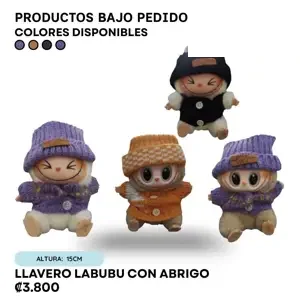 PRODUCTOS BAJO PEDIDO
COLORES DISPONIBLES
ALTURA: 15CM
LLAVERO LABUBU CON ABRIGO
₡3.800